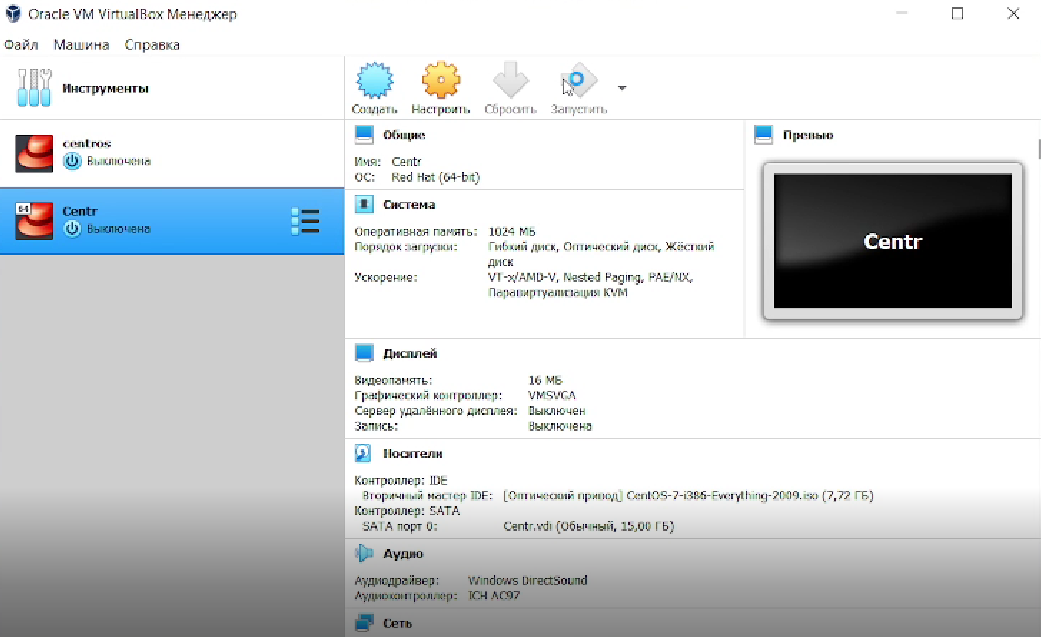 Oracle VM VirtualBox Менеджер
Файл Машина Справка
Инструменты
Создать Настроить Сбросить Запустить
centros
Выключена
64
Centr
Выключена
Общие
Имя: Centr
ОС: Red Hat (64-bit)
Превью
Centr
Система
Оперативная память: 1024 МБ
Порядок загрузки: Гибкий диск, Оптический диск, Жёсткий
диск
Ускорение: VT-x/AMD-V, Nested Paging, PAE/NX,
Паравиртуализация KVM
Дисплей
Видеопамять: 16 МБ
Графический контроллер: VMSVGA
Сервер удалённого дисплея: Выключен
Запись: Выключена
Носители
Контроллер: IDE
Вторичный мастер IDE: [Оптический привод] CentOS-7-i386-Everything-2009.iso (7,72 ГБ)
Контроллер: SATA
SATA порт 0: Centr.vdi (Обычный, 15,00 ГБ)
Аудио
Аудиодрайвер: Windows DirectSound
Аудиоконтроллер: ICH AC97
Сеть